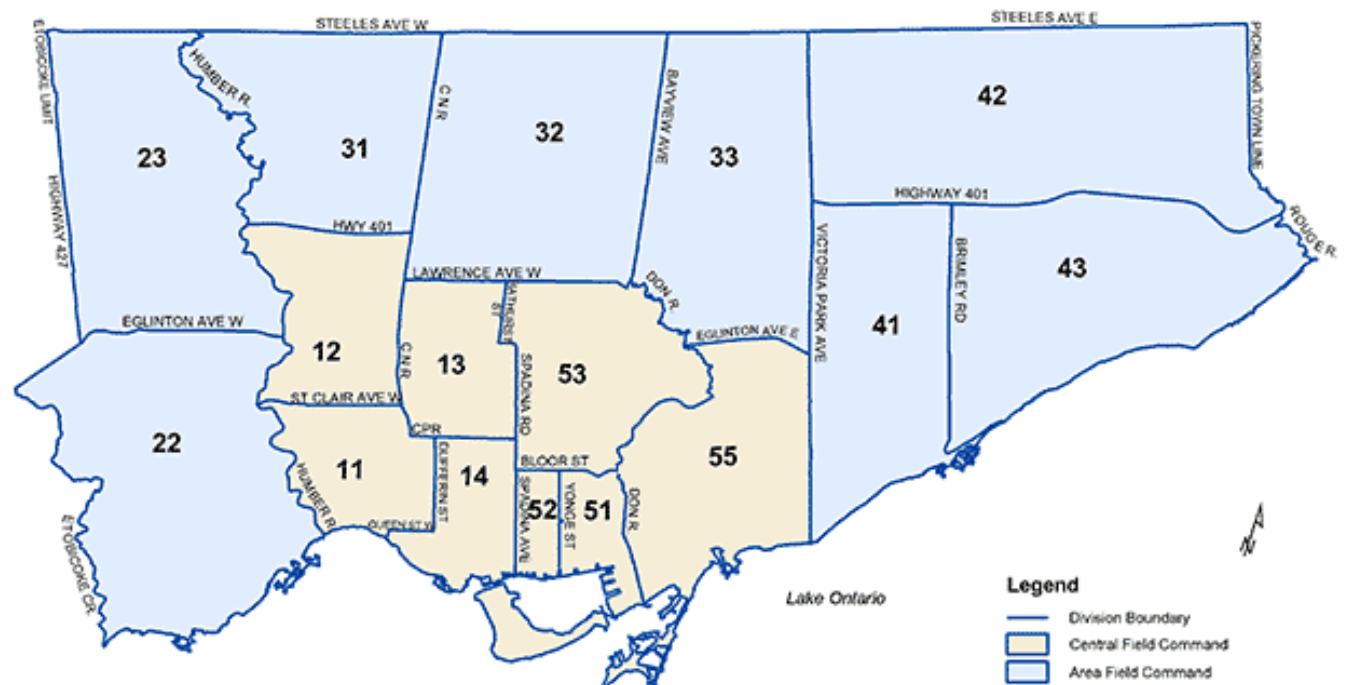 STEELES AVE W
STEELES AVE E
ETOBICOKE LIMIT
HUMBER R.
PICKERING TOWN LINE
C N R
BAYVIEW AVE
42
32
31
23
33
HIGHWAY 427
HIGHWAY 401
ROUGE R.
HWY 401
VICTORIA PARK AVE
BRIMLEY RD
43
LAWRENCE AVE W
DON R.
BATHURST ST
EGLINTON AVE W
EGLINTON AVE E
41
12
C N R
13
SPADINA RD
53
ST CLAIR AVE W
CPR
22
11
DUFFERIN ST
14
BLOOR ST
55
HUMBER R.
SPADINA AVE
52
YONGE ST
51
DON R.
QUEEN ST W
ETOBICOKE CR.
N
Lake Ontario
Legend
Division Boundary
Central Field Command
Area Field Command